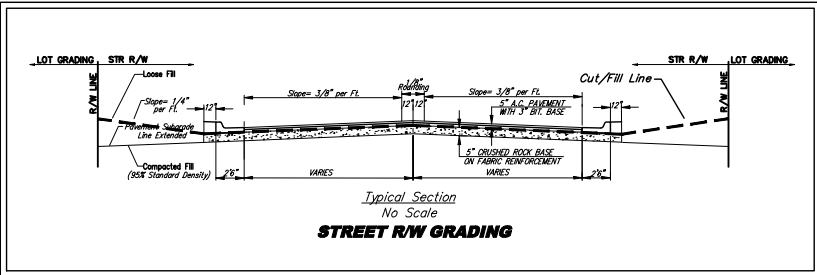 LOT GRADING
STR R/W
STR R/W
LOT GRADING
R/W LINE
Loose Fill
Slope= 1/4"
per Ft.
12"
Slope= 3/8" per Ft.
1/8"
Rounding
Slope= 3/8" per Ft.
12" 12"
5" A.C. PAVEMENT
WITH 3" BIT. BASE
Cut/Fill Line
12"
R/W LINE
Pavement Subgrade
Line Extended
Compacted Fill
(95% Standard Density)
2'6"
VARIES
VARIES
5" CRUSHED ROCK BASE
ON FABRIC REINFORCEMENT
2'6"
Typical Section
No Scale
STREET R/W GRADING